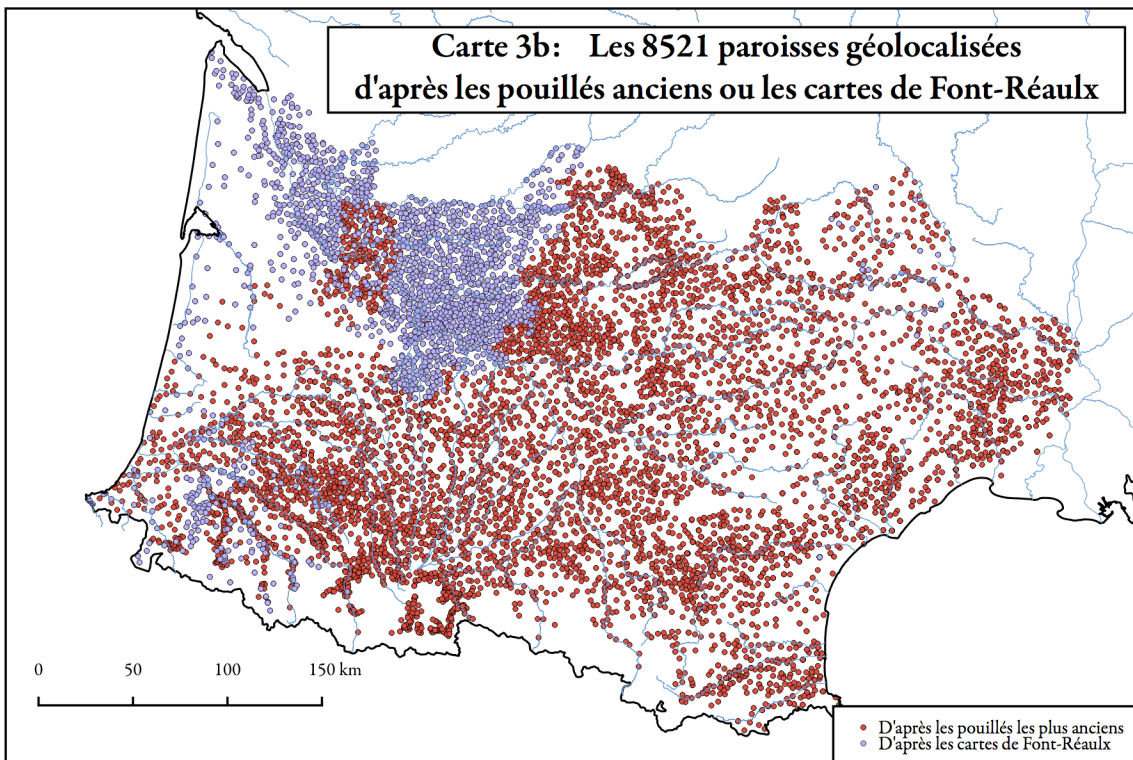 Carte 3b: Les 8521 paroisses géolocalisées
d'après les pouillés anciens ou les cartes de Font-Réaulx
0 50 100 150 km
D'après les pouillés les plus anciens
D'après les cartes de Font-Réaulx